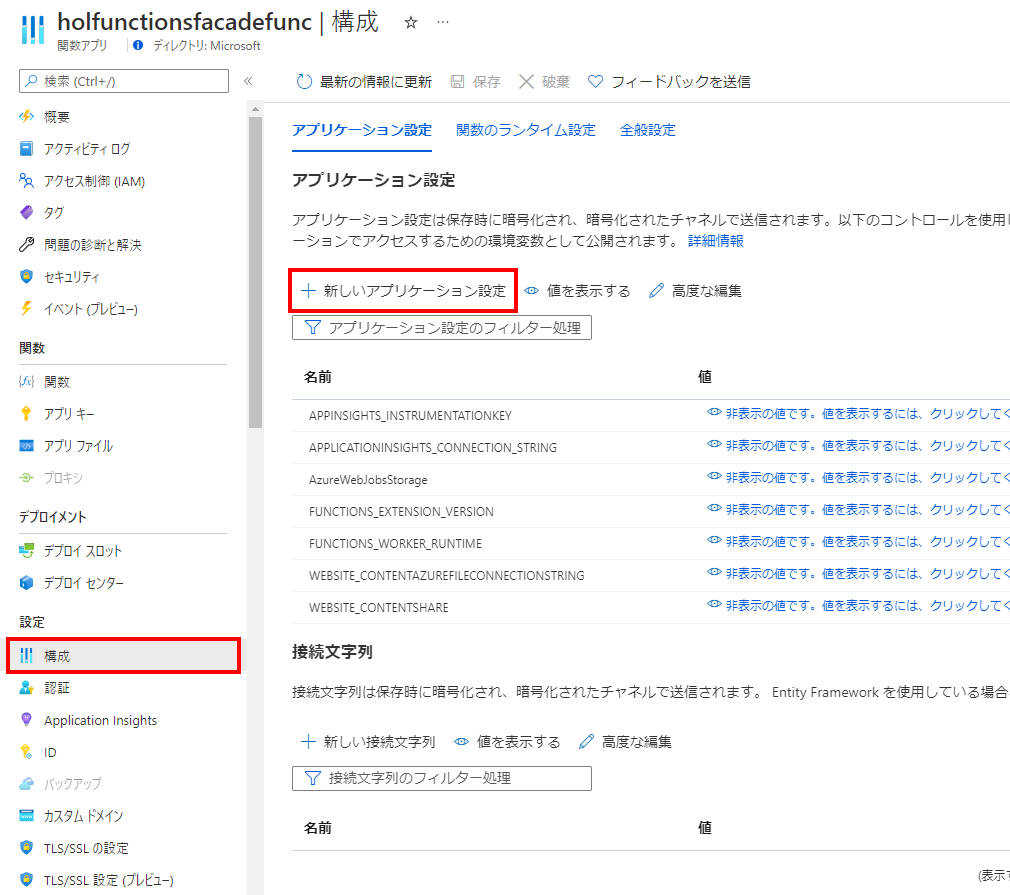 holfunctionsfacadefunc | 構成 ☆ …
関数アプリ ディレクトリ: Microsoft
検索 (Ctrl+/)
«
概要
アクティビティ ログ
アクセス制御 (IAM)
タグ
問題の診断と解決
セキュリティ
イベント (プレビュー)
関数
関数
アプリ キー
アプリ ファイル
プロキシ
デプロイメント
デプロイ スロット
デプロイ センター
設定
構成
認証
Application Insights
ID
バックアップ
カスタム ドメイン
TLS/SSL の設定
TLS/SSL 設定 (プレビュー)
最新の情報に更新 保存 破棄 フィードバックを送信
アプリケーション設定 関数のランタイム設定 全般設定
アプリケーション設定
アプリケーション設定は保存時に暗号化され、暗号化されたチャネルで送信されます。以下のコントロールを使用し
ーションでアクセスするための環境変数として公開されます。 詳細情報
新しいアプリケーション設定 値を表示する 高度な編集
アプリケーション設定のフィルター処理
名前 値
APPINSIGHTS_INSTRUMENTATIONKEY 非表示の値です。値を表示するには、クリックしてく
APPLICATIONINSIGHTS_CONNECTION_STRING 非表示の値です。値を表示するには、クリックしてく
AzureWebJobsStorage 非表示の値です。値を表示するには、クリックしてく
FUNCTIONS_EXTENSION_VERSION 非表示の値です。値を表示するには、クリックしてく
FUNCTIONS_WORKER_RUNTIME 非表示の値です。値を表示するには、クリックしてく
WEBSITE_CONTENTAZUREFILECONNECTIONSTRING 非表示の値です。値を表示するには、クリックしてく
WEBSITE_CONTENTSHARE 非表示の値です。値を表示するには、クリックしてく
接続文字列
接続文字列は保存時に暗号化され、暗号化されたチャネルで送信されます。 Entity Framework を使用している場合
新しい接続文字列 値を表示する 高度な編集
接続文字列のフィルター処理
名前 値
(表示す